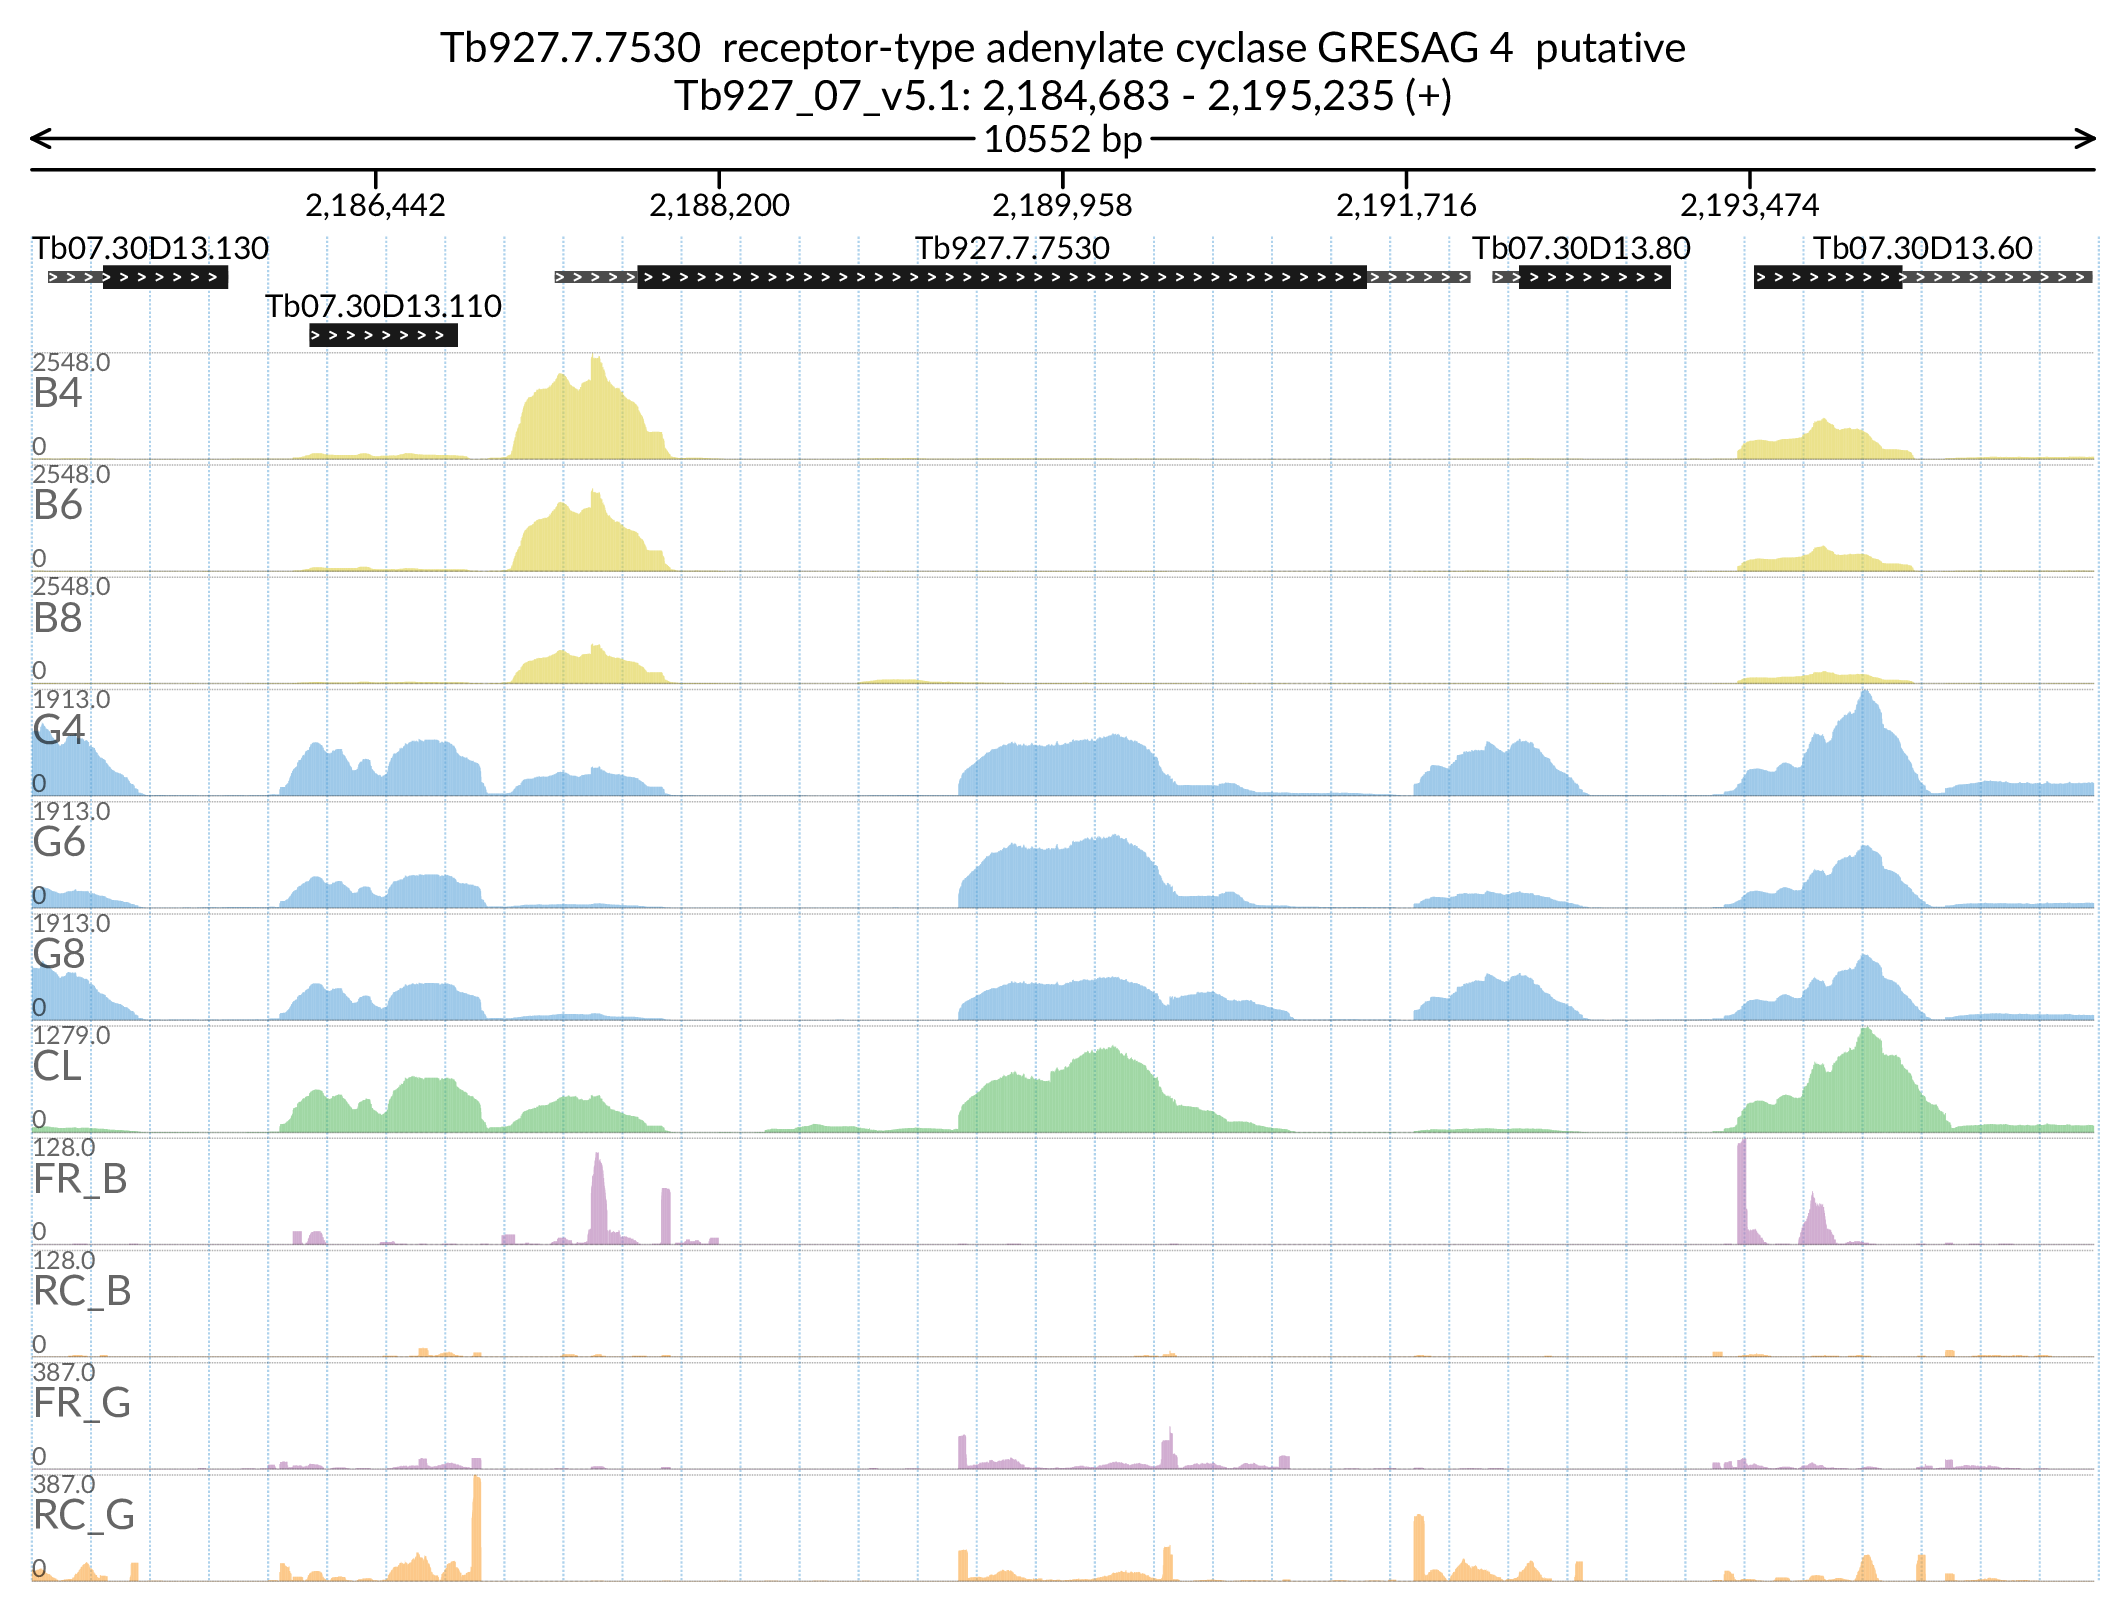 Tb927.7.7530  receptor-type adenylate cyclase GRESAG 4  putative
Tb927_07_v5.1: 2,184,683 - 2,195,235 (+)
10552 bp
2,186,442 2,188,200 2,189,958 2,191,716 2,193,474
Tb07.30D13.130 Tb927.7.7530 Tb07.30D13.80 Tb07.30D13.60
Tb07.30D13.110
2548.0
B4
0
2548.0
B6
0
2548.0
B8
0
1913.0
G4
0
1913.0
G6
0
1913.0
G8
0
1279.0
CL
0
128.0
FR_B
0
128.0
RC_B
0
387.0
FR_G
0
387.0
RC_G
0